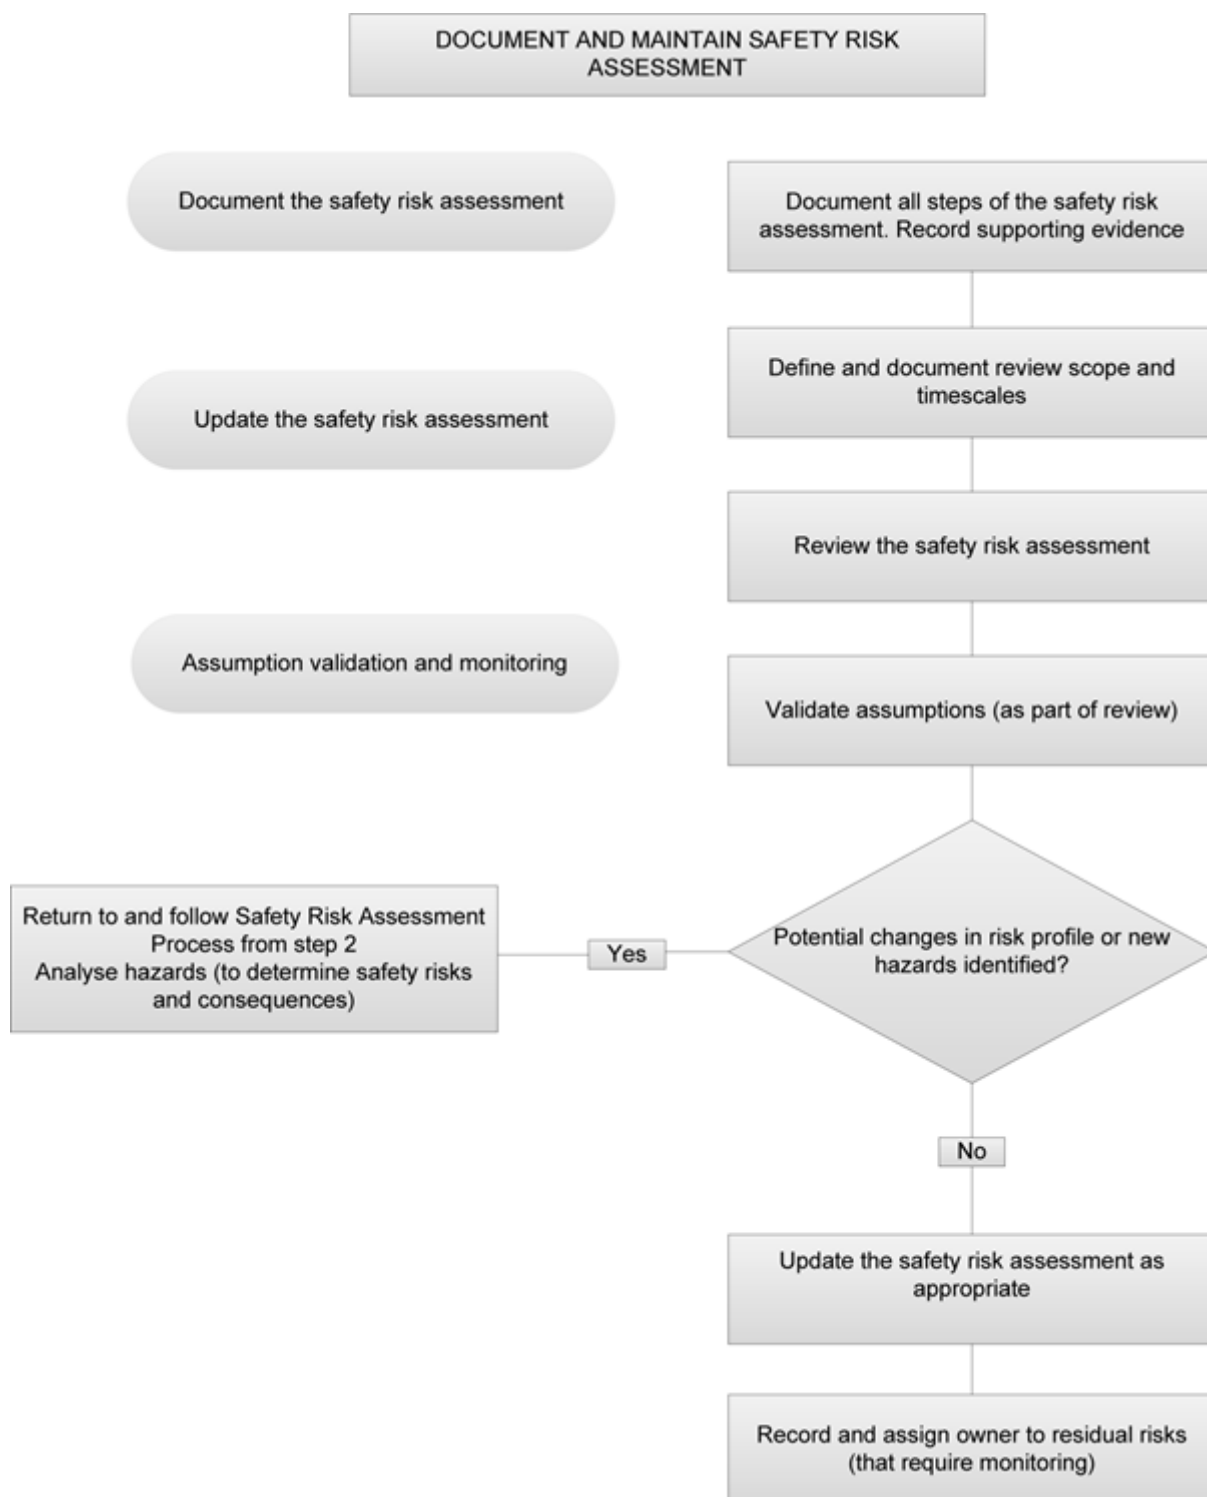 DOCUMENT AND MAINTAIN SAFETY RISK
ASSESSMENT
Document the safety risk assessment
Document all steps of the safety risk
assessment. Record supporting evidence
Define and document review scope and
timescales
Update the safety risk assessment
Review the safety risk assessment
Assumption validation and monitoring
Validate assumptions (as part of review)
Potential changes in risk profile or new
hazards identified?
Yes
Return to and follow Safety Risk Assessment
Process from step 2
Analyse hazards (to determine safety risks
and consequences)
No
Update the safety risk assessment as
appropriate
Record and assign owner to residual risks
(that require monitoring)